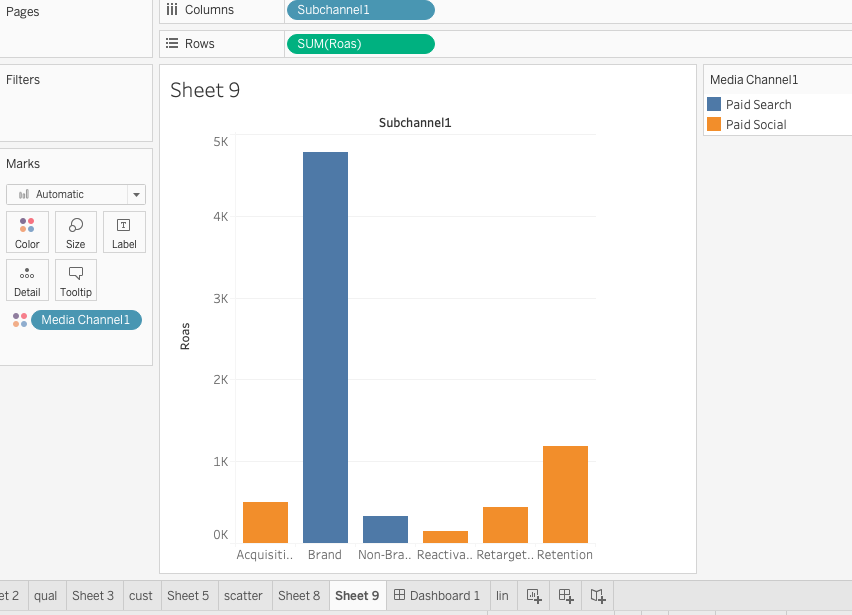 Pages
Columns
Subchannel1
Rows
SUM(Roas)
Filters
Marks
Automatic
Color
Size
Label
Detail
Tooltip
Media Channel1
Sheet 9
Subchannel1
Roas
5K
4K
3K
2K
1K
0K
Acquisiti.. Brand Non-Bra.. Reactiva.. Retarget.. Retention
Media Channel1
Paid Search
Paid Social
et 2 qual Sheet 3 cust Sheet 5 scatter Sheet 8 Sheet 9 Dashboard 1 lin